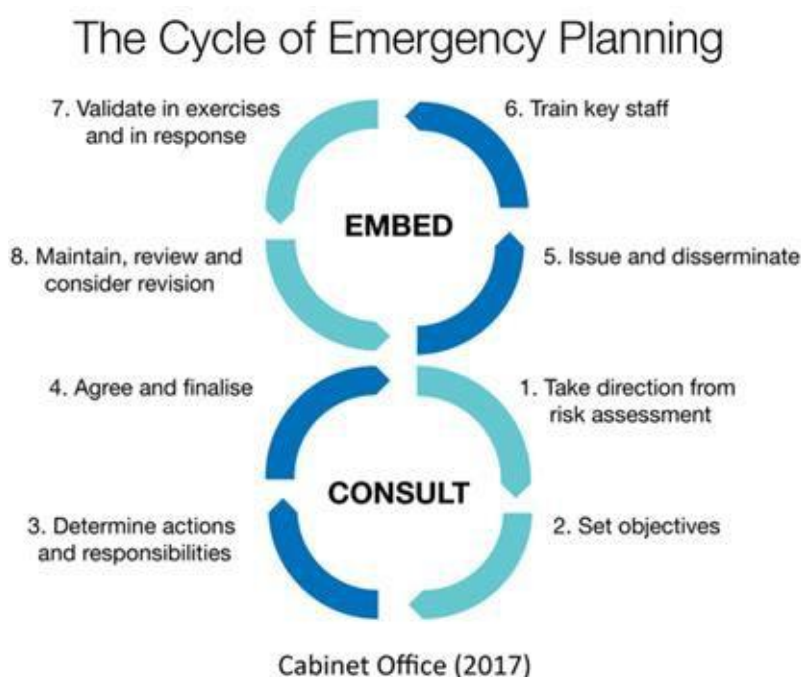 The Cycle of Emergency Planning
7. Validate in exercises
and in response
6. Train key staff
EMBED
8. Maintain, review and
consider revision
5. Issue and disserminate
4. Agree and finalise
1. Take direction from
risk assessment
CONSULT
3. Determine actions
and responsibilities
2. Set objectives
Cabinet Office (2017)